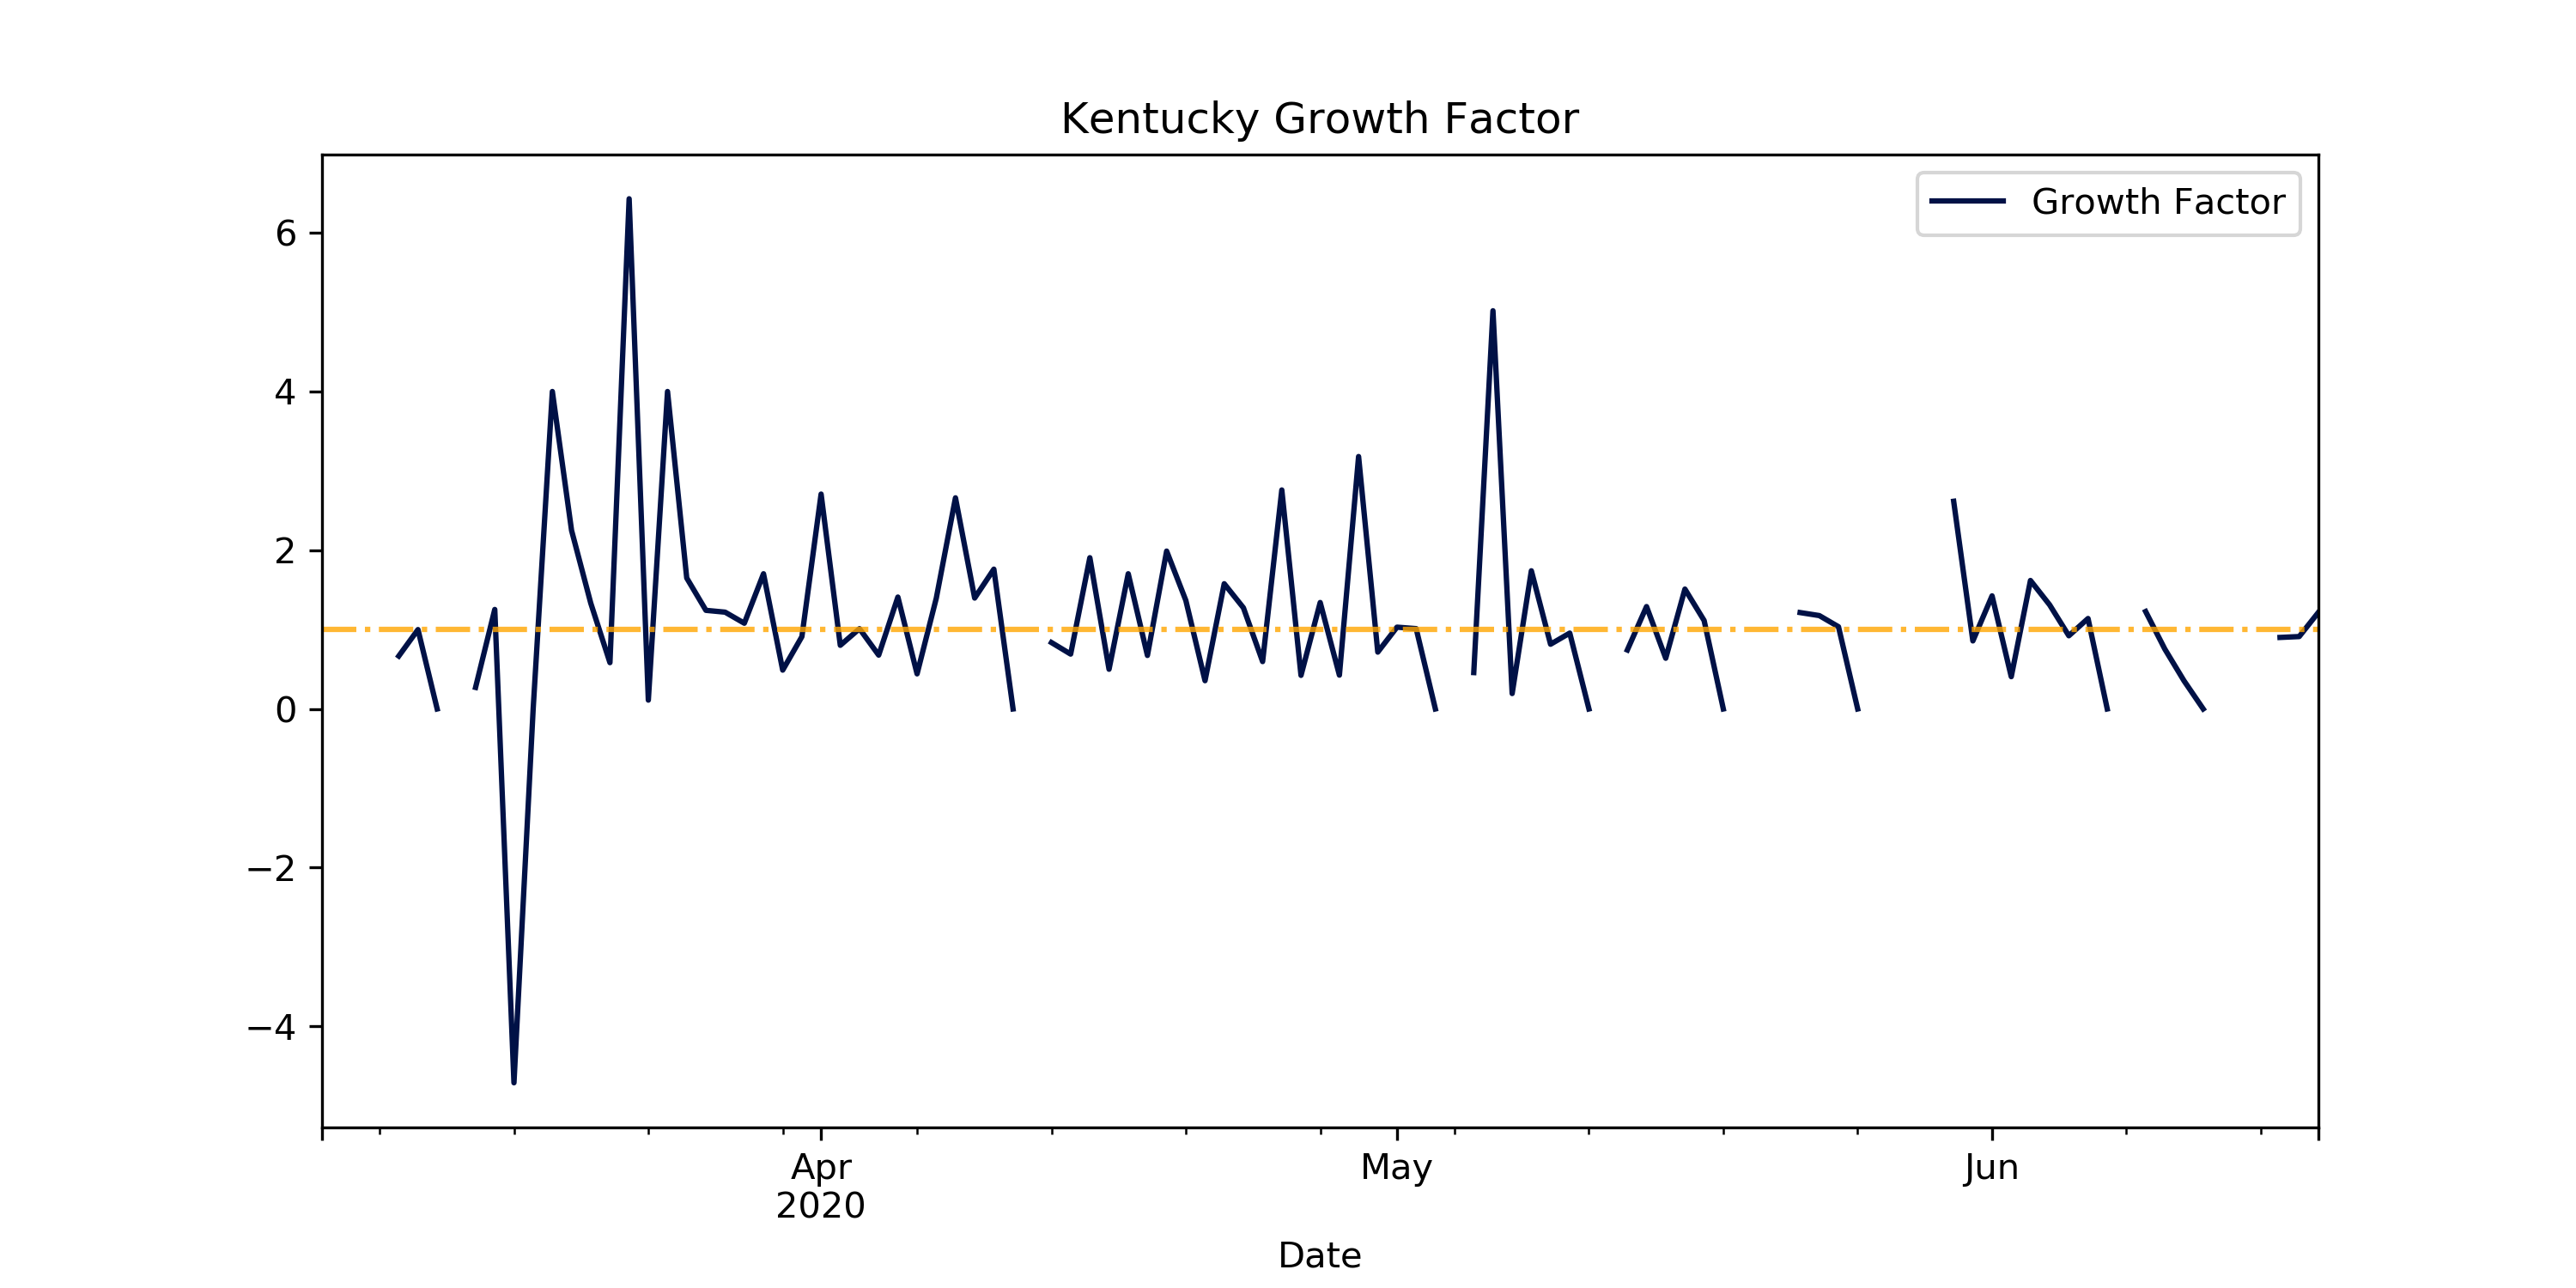 Kentucky Growth Factor
Growth Factor
6
4
2
0
−2
−4
Apr
2020
May
Jun
Date